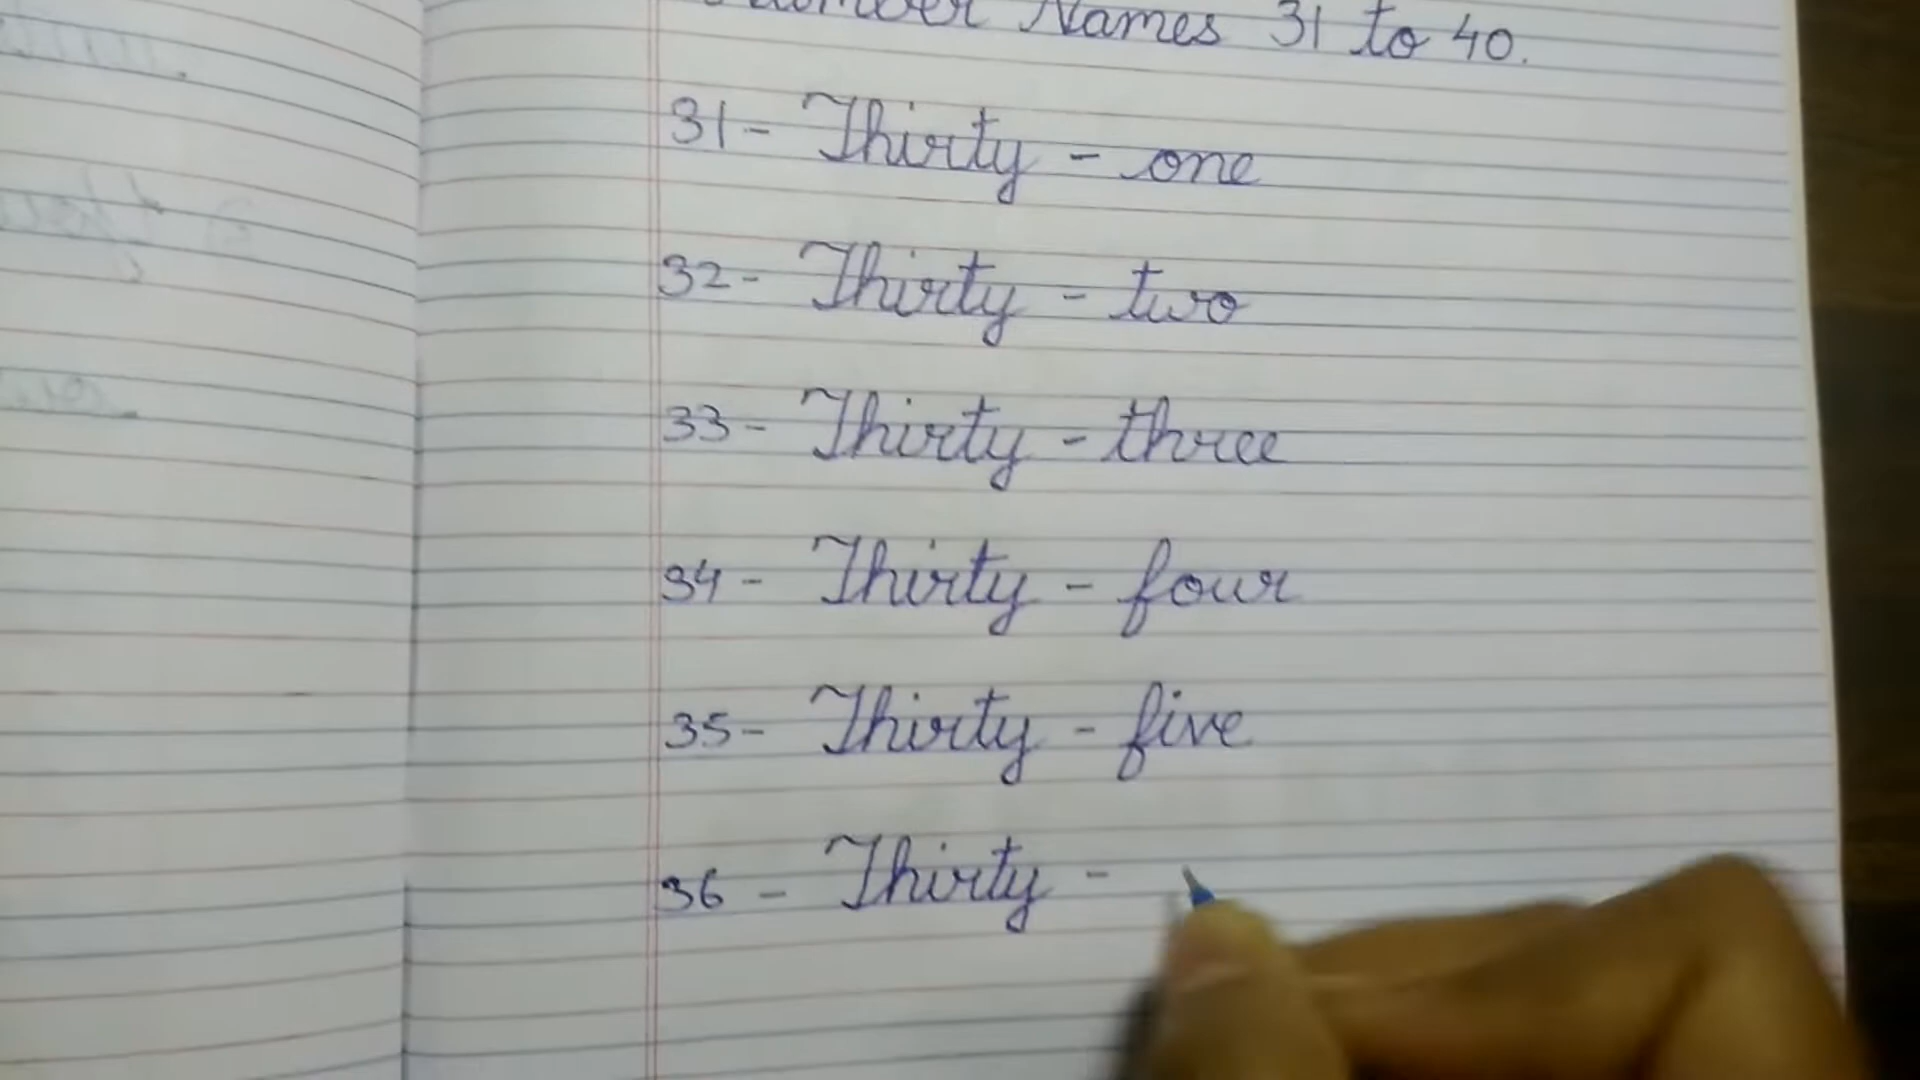 Number Names 31 to 40.
31 - Thirty - one
32 - Thirty - two
33 - Thirty - three
34 - Thirty - four
35 - Thirty - five
36 - Thirty -